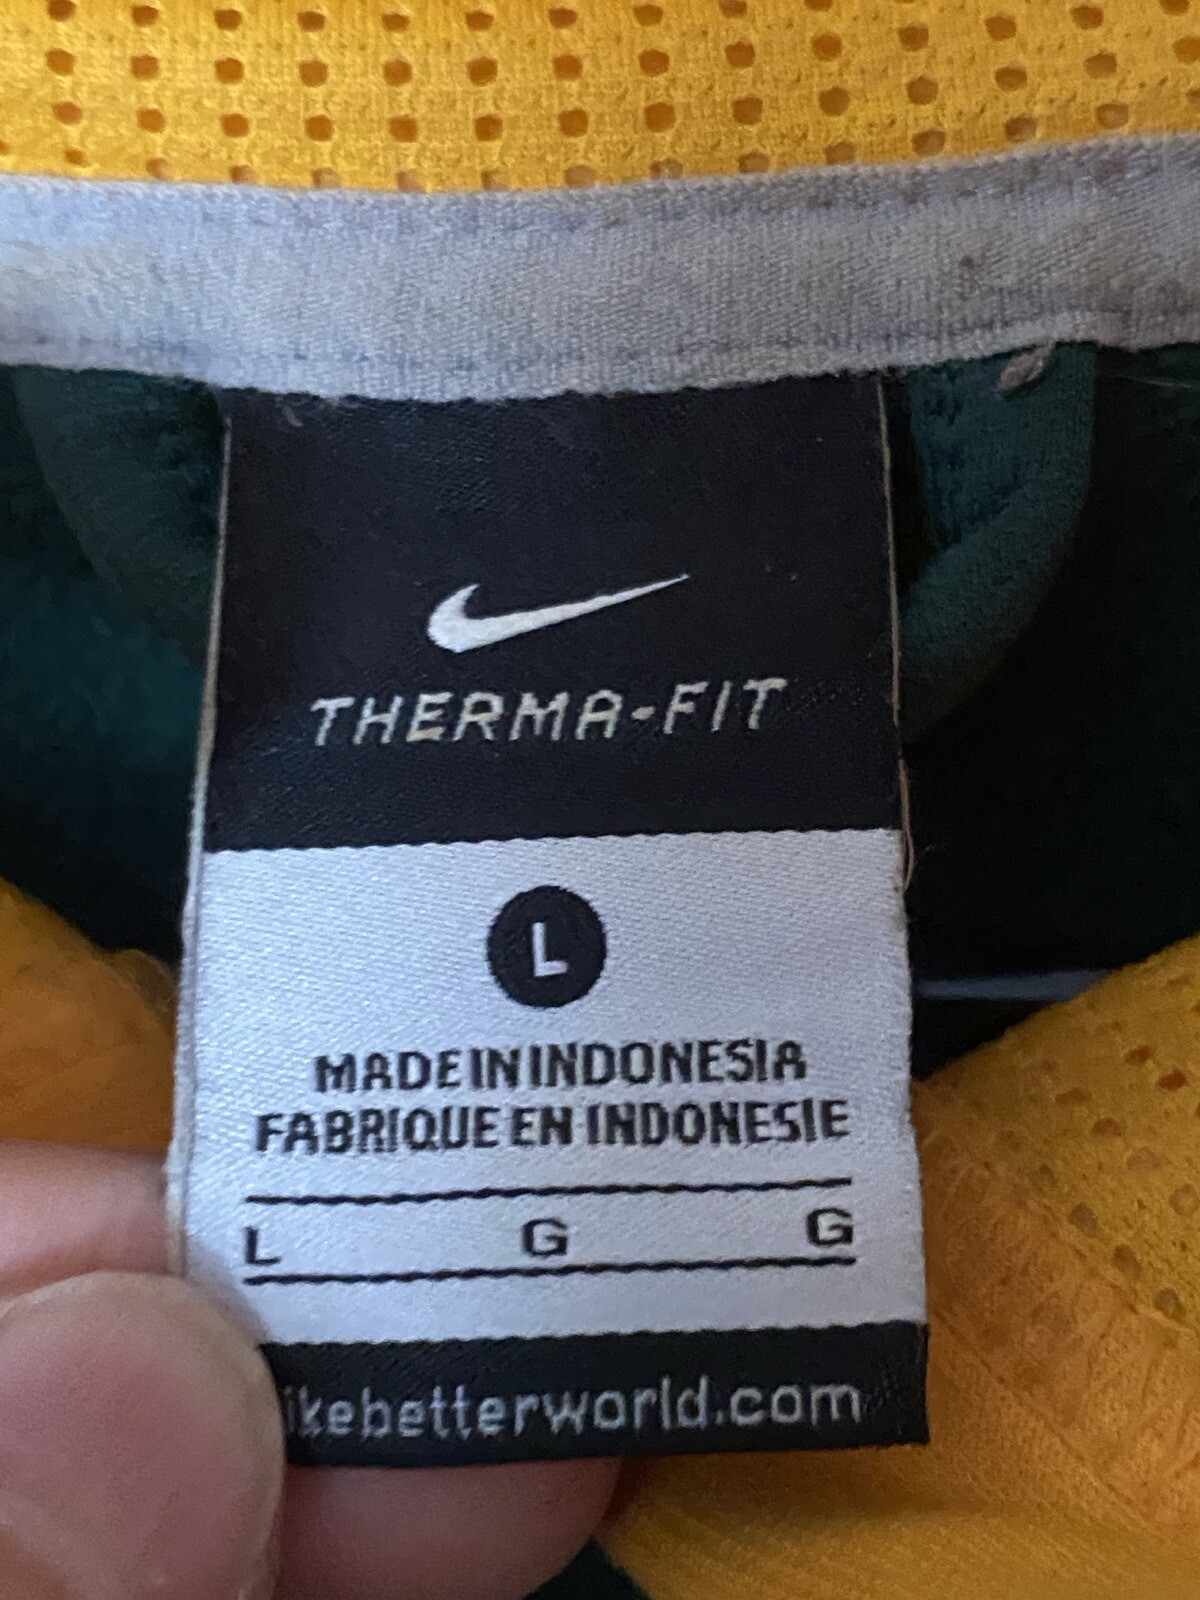 THERMA-FIT
L
MADE IN INDONESIA
FABRIQUE EN INDONESIE
L G G
ikebetterworld.com